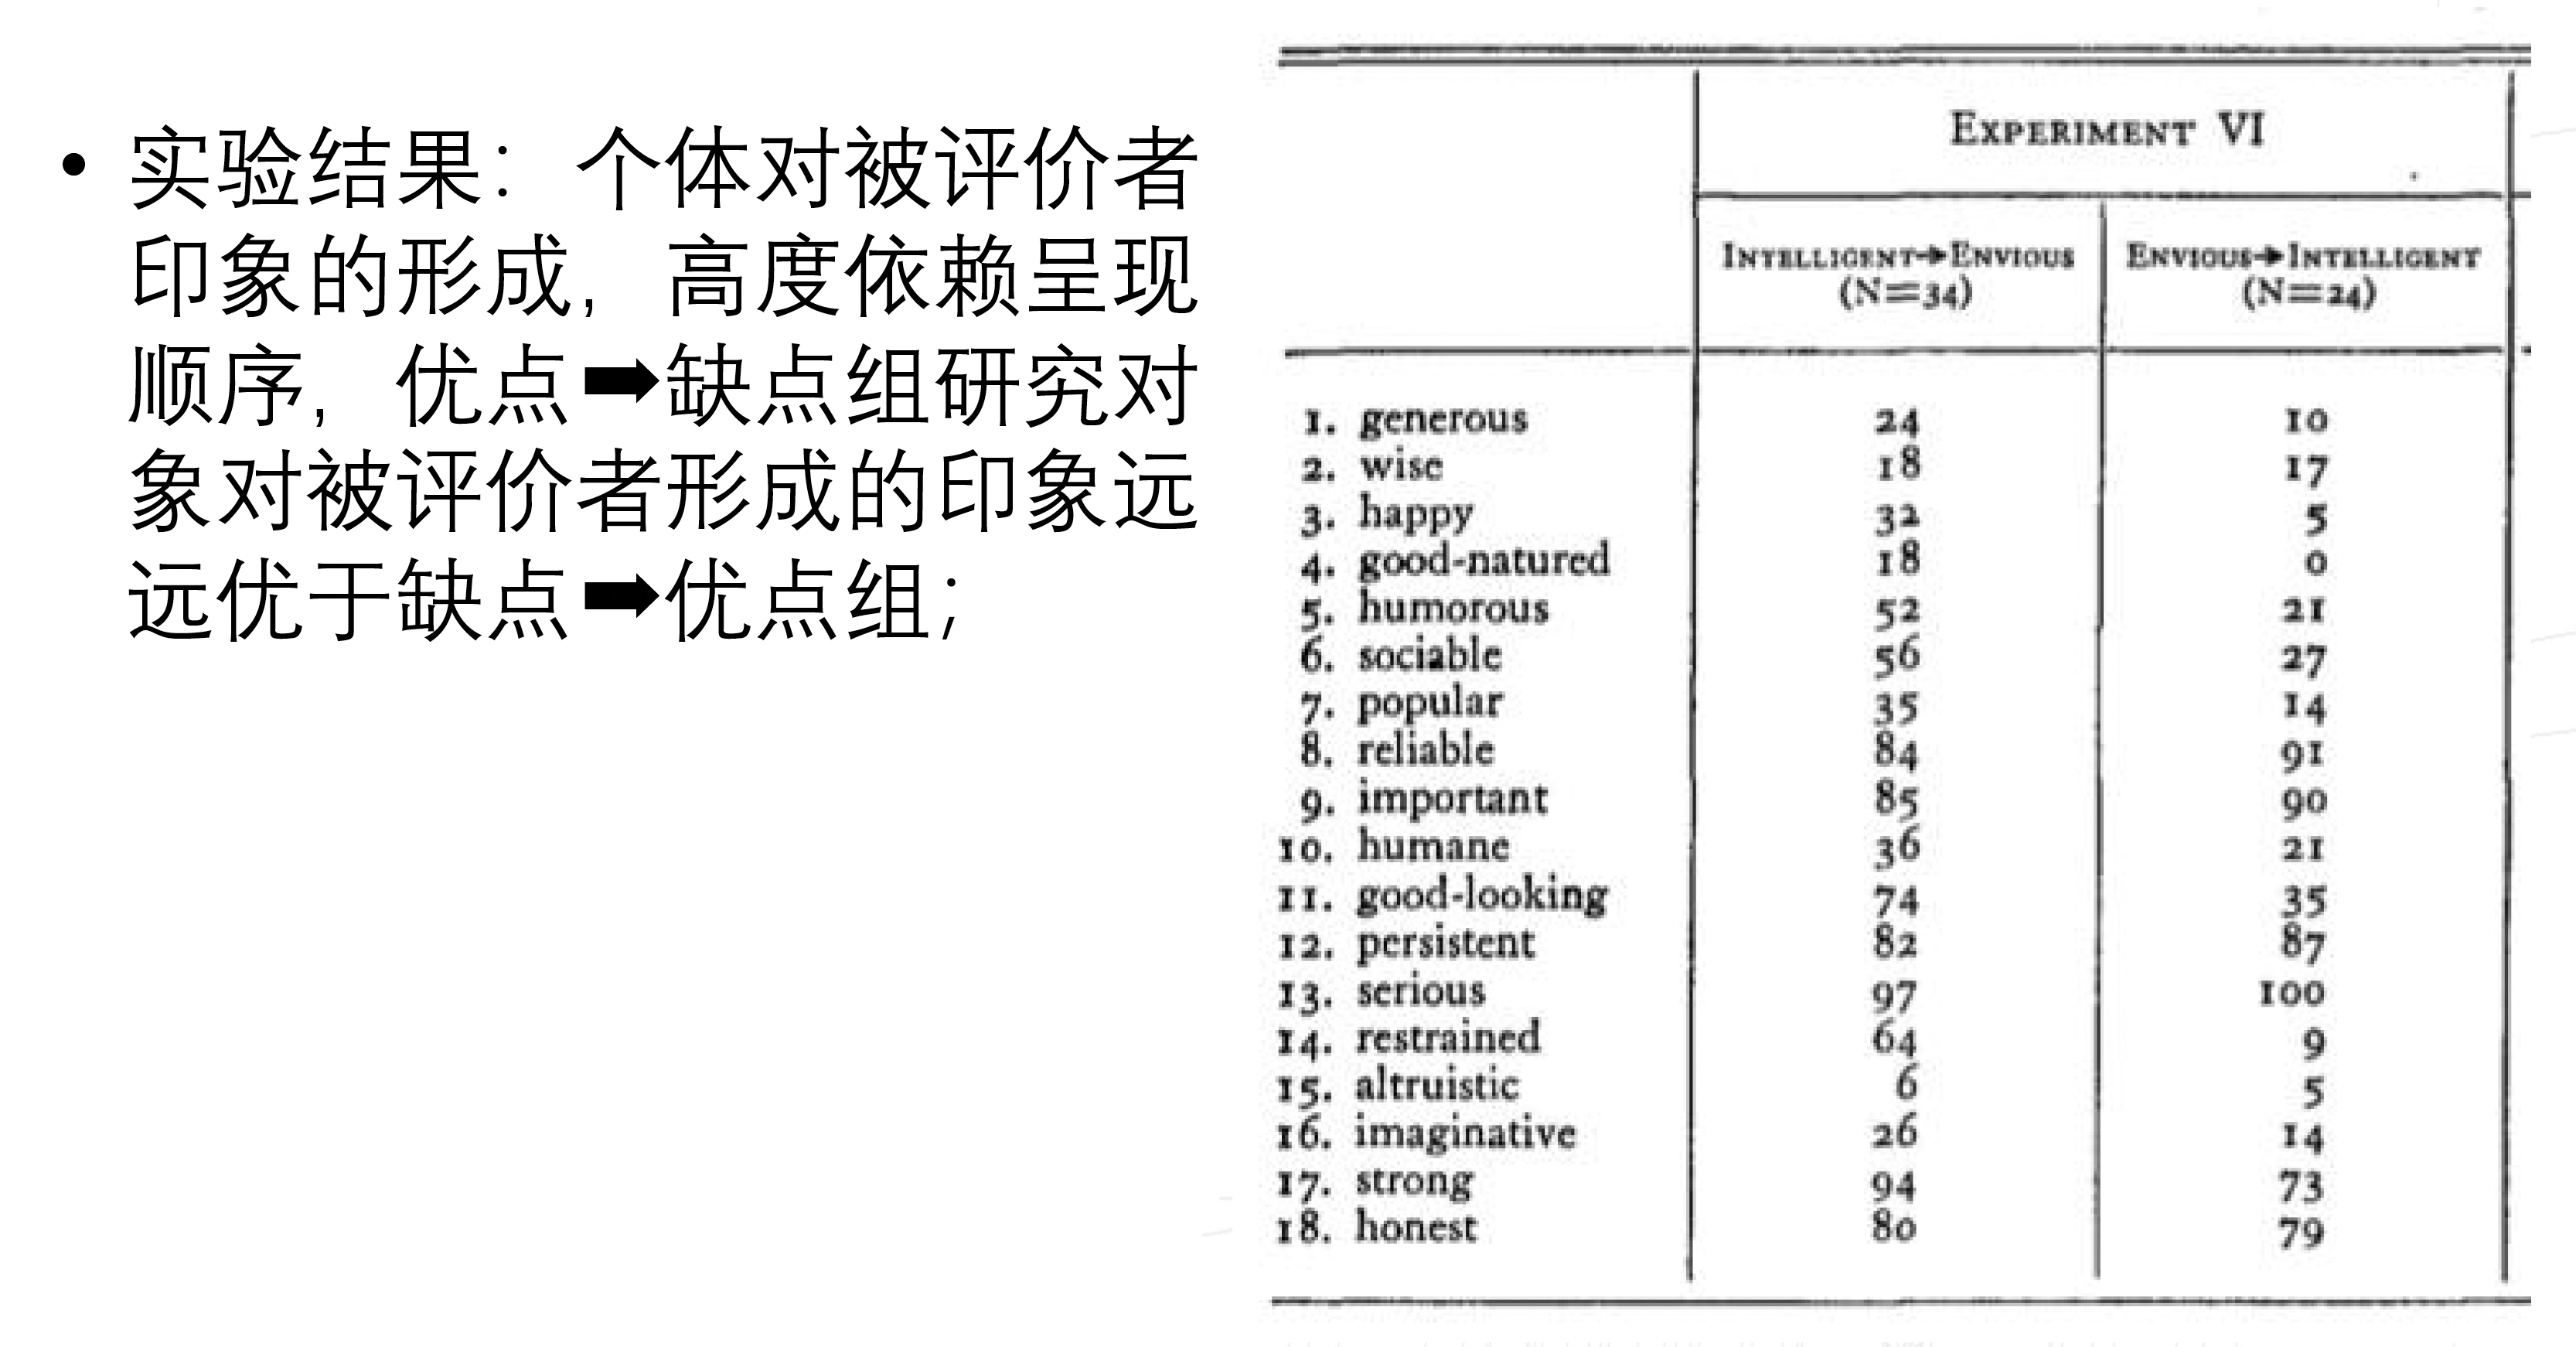 • 实验结果：个体对被评价者
印象的形成，高度依赖呈现
顺序，优点➡缺点组研究对
象对被评价者形成的印象远
远优于缺点➡优点组；
EXPERIMENT VI
INTELLIGENT→ENVIOUS (N=34) ENVIOUS→INTELLIGENT (N=24)
1. generous 24 10
2. wise 18 17
3. happy 32 5
4. good-natured 18 0
5. humorous 52 21
6. sociable 56 27
7. popular 35 14
8. reliable 84 91
9. important 85 90
10. humane 36 21
11. good-looking 74 35
12. persistent 82 87
13. serious 97 100
14. restrained 64 9
15. altruistic 6 5
16. imaginative 26 14
17. strong 94 73
18. honest 80 79